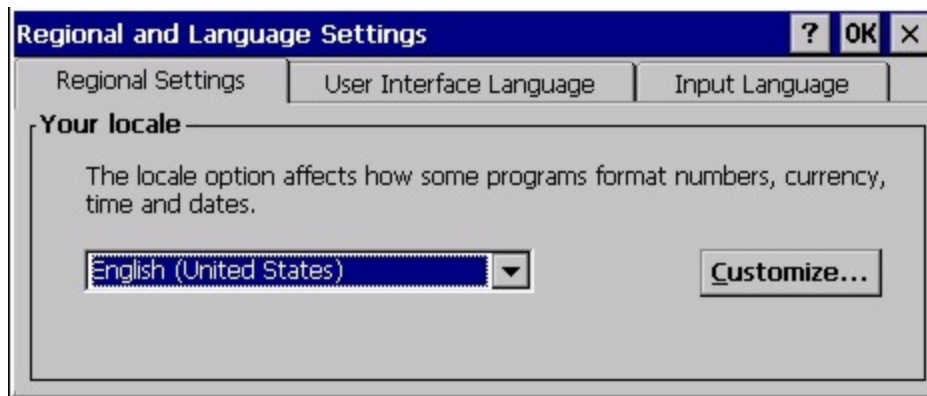 Regional and Language Settings ? OK ×
Regional Settings User Interface Language Input Language
Your locale
The locale option affects how some programs format numbers, currency,
time and dates.
English (United States) Customize...